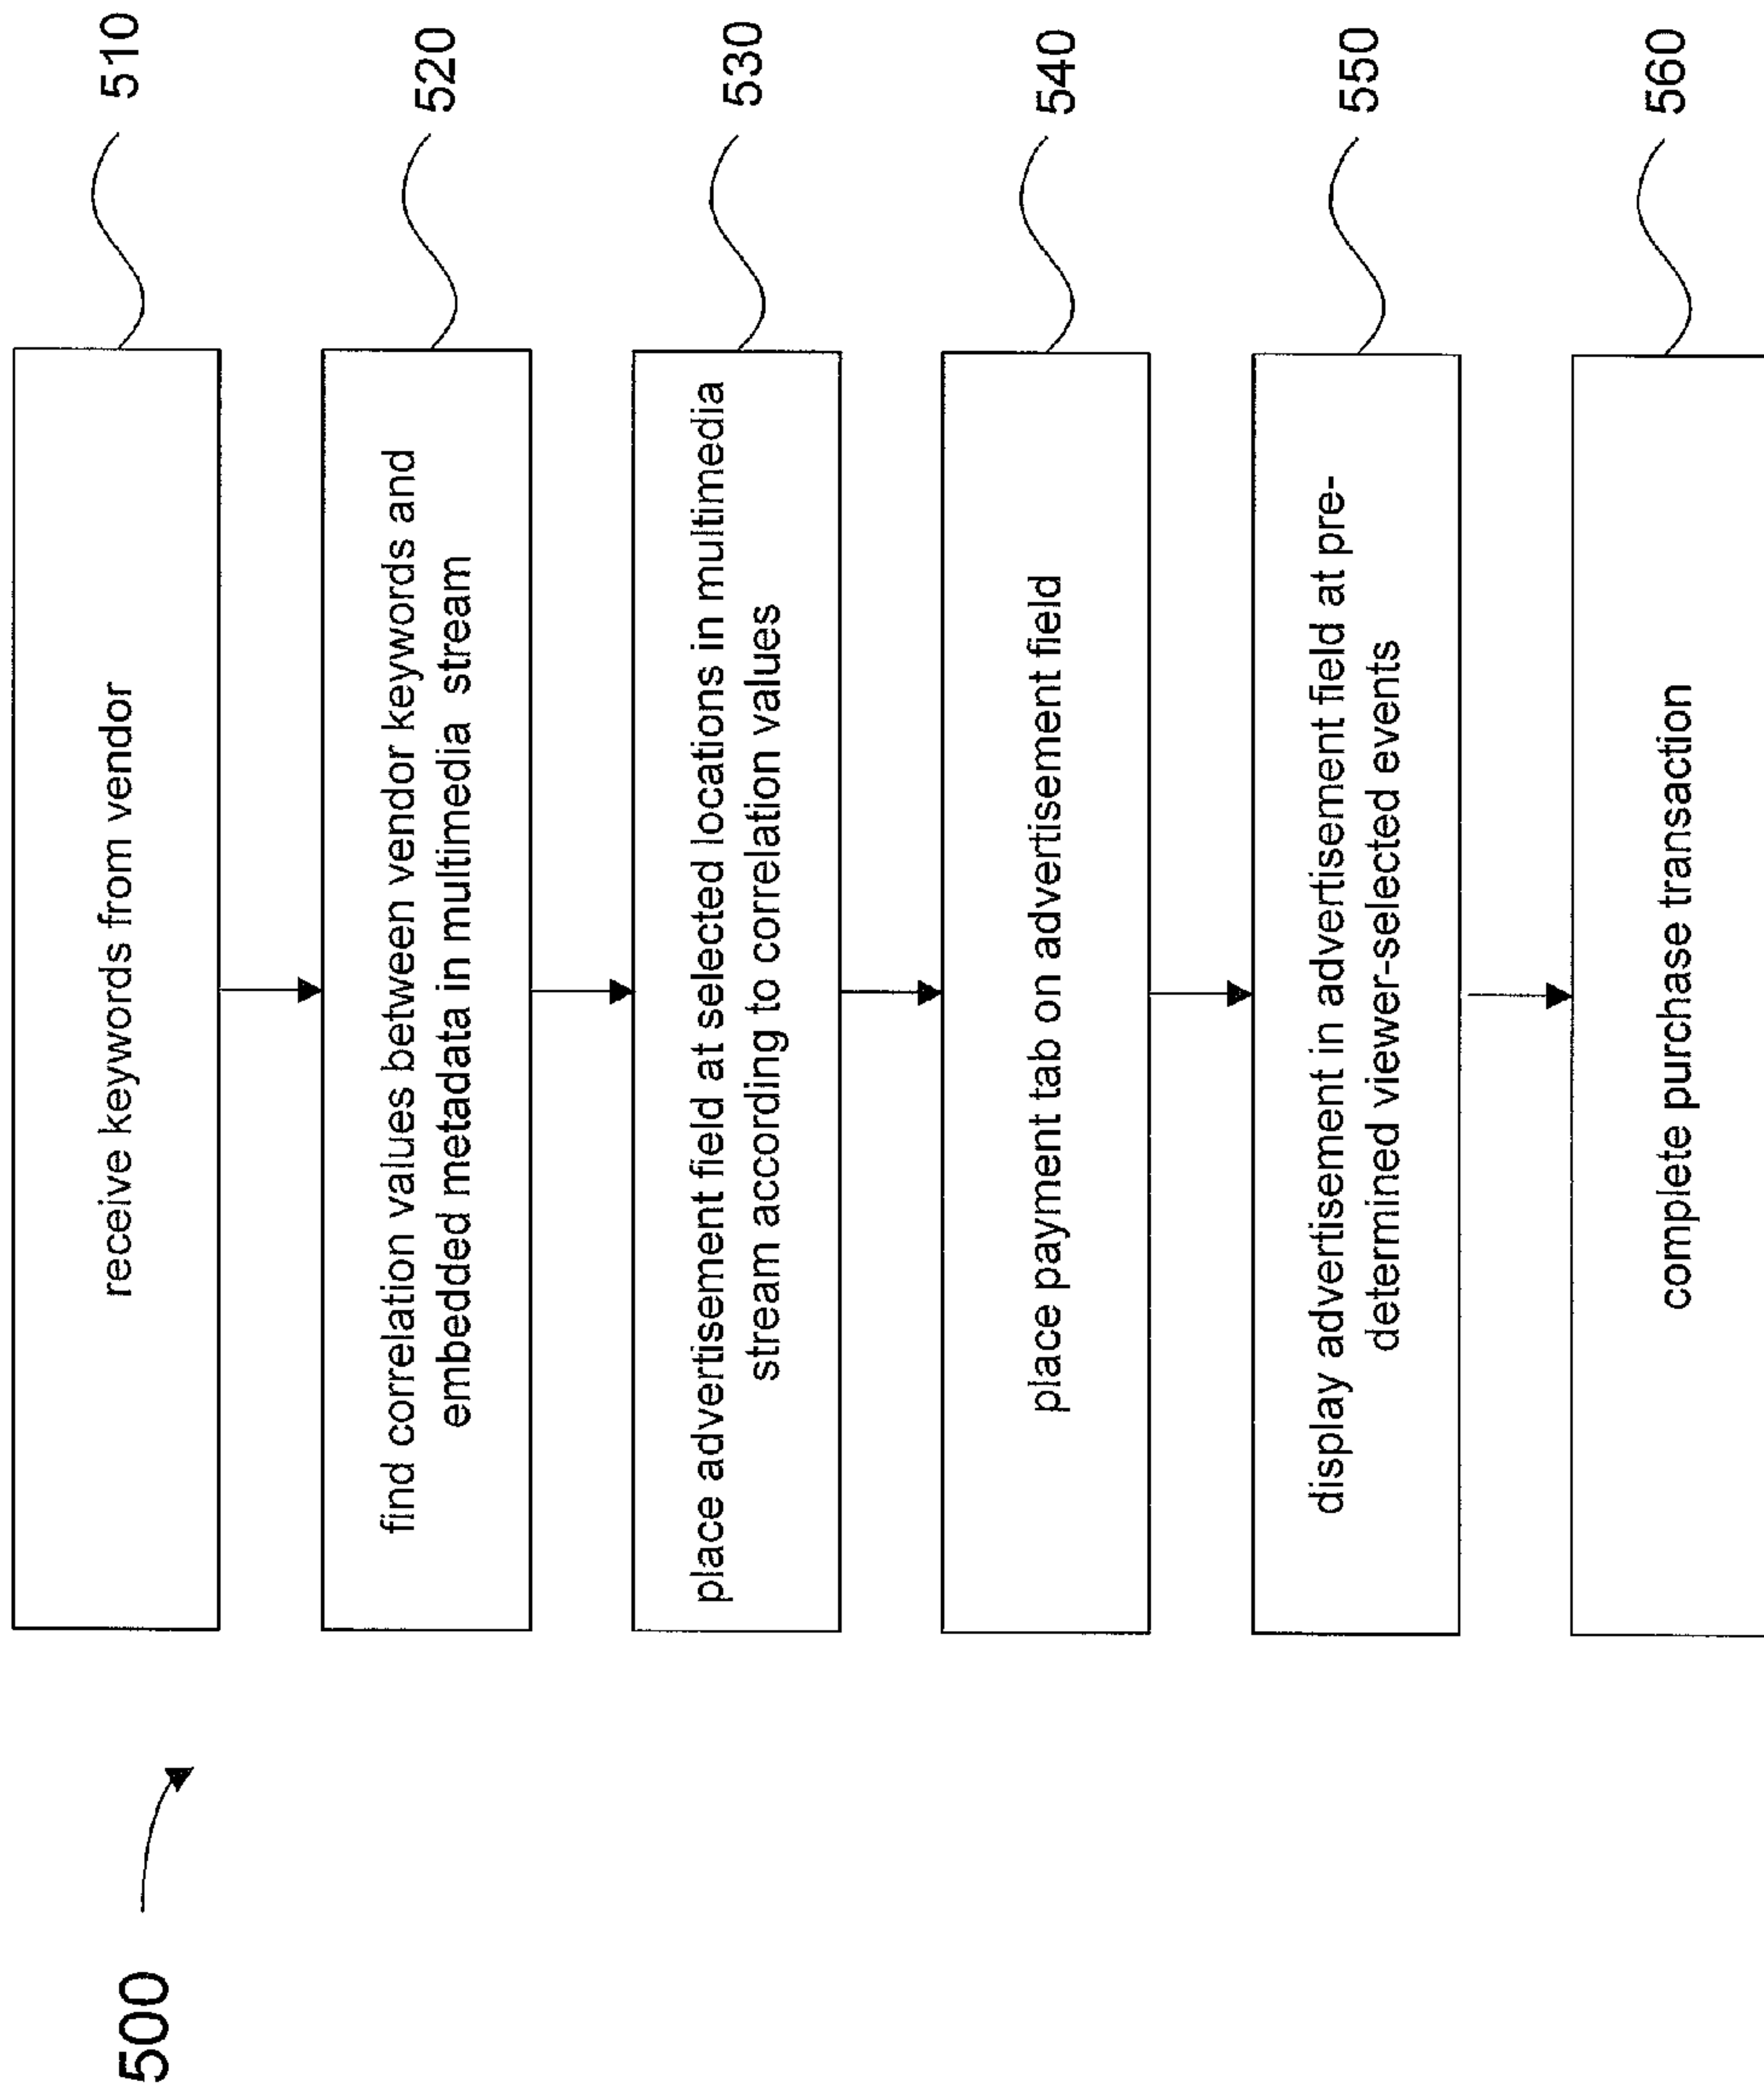 500
receive keywords from vendor
510
find correlation values between vendor keywords and
embedded metadata in multimedia stream
520
place advertisement field at selected locations in multimedia
stream according to correlation values
530
place payment tab on advertisement field
540
display advertisement in advertisement field at pre-
determined viewer-selected events
550
complete purchase transaction
560